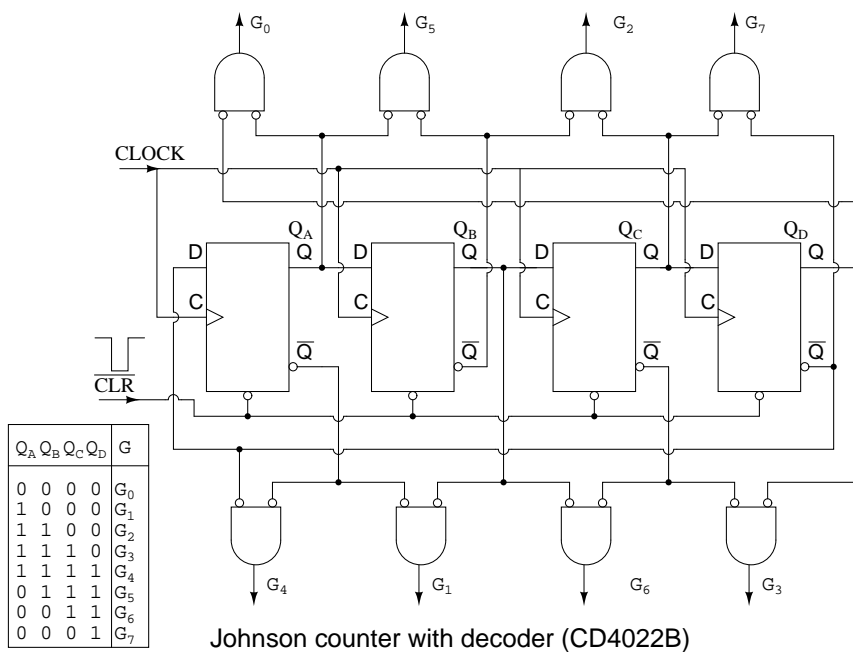 G0 G5 G2 G7
CLOCK
QA QB QC QD
D Q D Q D Q D Q
C C C C
Q Q Q Q
CLR
QA QB QC QD G
0 0 0 0 G0
1 0 0 0 G1
1 1 0 0 G2
1 1 1 0 G3
1 1 1 1 G4
0 1 1 1 G5
0 0 1 1 G6
0 0 0 1 G7
G4 G1 G6 G3
Johnson counter with decoder (CD4022B)